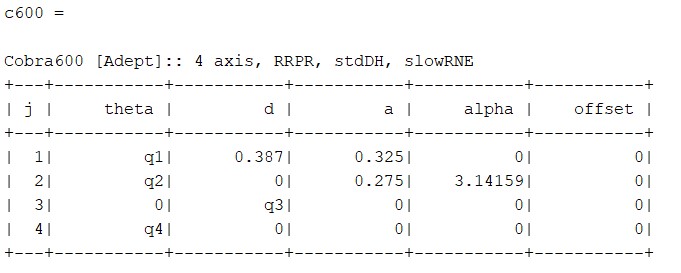 c600 =
Cobra600 [Adept]:: 4 axis, RRPR, stdDH, slowRNE
+---+-----------+-----------+-----------+-----------+-----------+
| j |     theta |         d |         a |     alpha |    offset |
+---+-----------+-----------+-----------+-----------+-----------+
|  1|         q1|      0.387|      0.325|          0|          0|
|  2|         q2|          0|      0.275|    3.14159|          0|
|  3|          0|         q3|          0|          0|          0|
|  4|         q4|          0|          0|          0|          0|
+---+-----------+-----------+-----------+-----------+-----------+